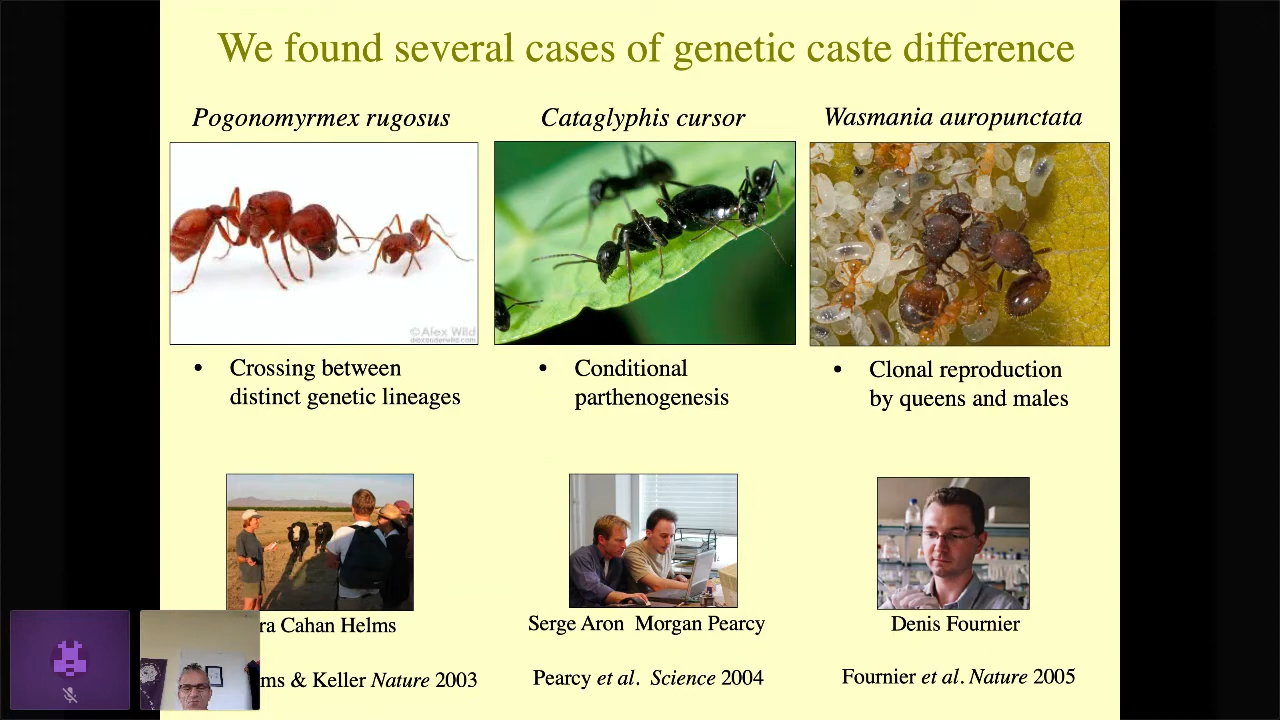 We found several cases of genetic caste difference
Pogonomyrmex rugosus
Cataglyphis cursor
Wasmania auropunctata
©Alex Wild
alexanderwild.com
• Crossing between
distinct genetic lineages
• Conditional
parthenogenesis
• Clonal reproduction
by queens and males
ra Cahan Helms
Serge Aron Morgan Pearcy
Denis Fournier
ms & Keller Nature 2003
Pearcy et al. Science 2004
Fournier et al. Nature 2005